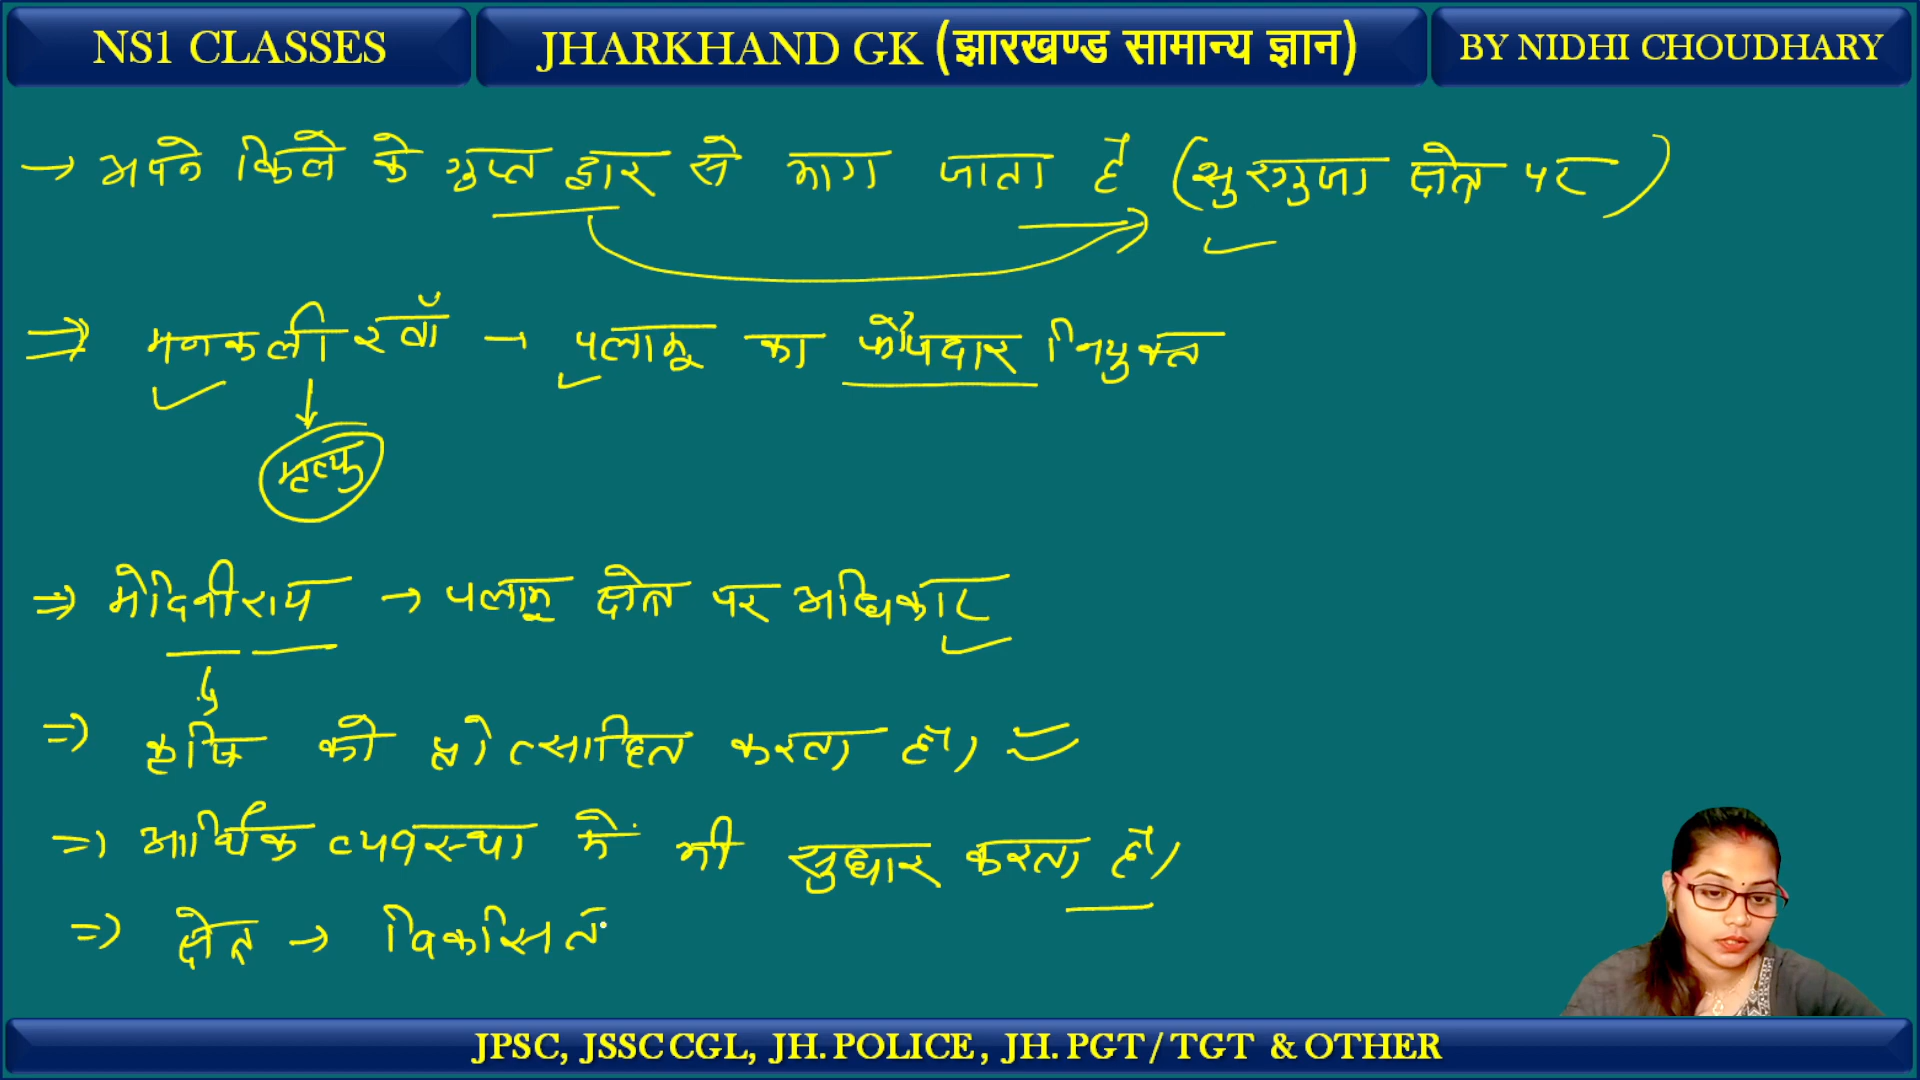 NS1 CLASSES
JHARKHAND GK (झारखण्ड सामान्य ज्ञान)
BY NIDHI CHOUDHARY
→ अपने किले के गुप्त द्वार से भाग जाता है (सुरगुजा क्षेत्र पर)
⇒ मनकली खाँ → पलामू का फौजदार नियुक्त
मृत्यु
⇒ मेदिनीराय → पलामू क्षेत्र पर अधिकार
⇒ कृषि को प्रोत्साहित करता है।
⇒ आर्थिक व्यवस्था में भी सुधार करता है।
⇒ क्षेत्र → विकसित
JPSC, JSSC CGL, JH. POLICE, JH. PGT / TGT & OTHER